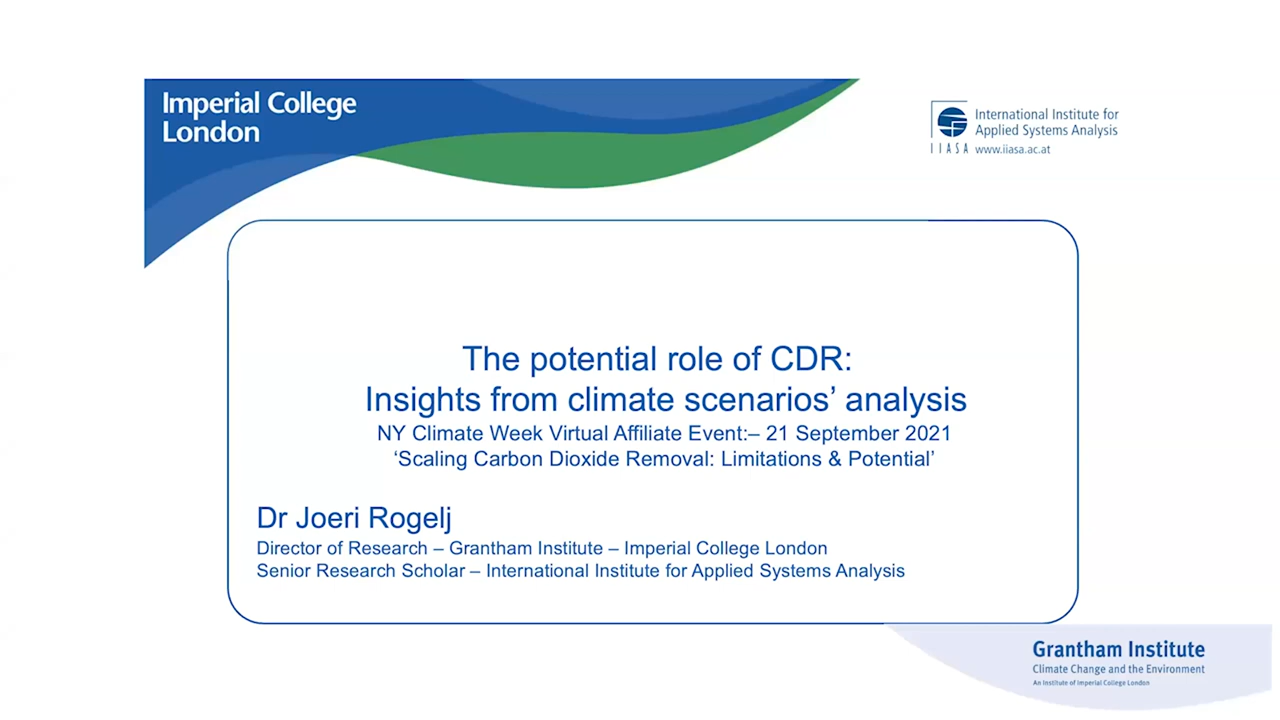 Imperial College
London
International Institute for
Applied Systems Analysis
IIASA www.iiasa.ac.at
The potential role of CDR:
Insights from climate scenarios’ analysis
NY Climate Week Virtual Affiliate Event:– 21 September 2021
‘Scaling Carbon Dioxide Removal: Limitations & Potential’
Dr Joeri Rogelj
Director of Research – Grantham Institute – Imperial College London
Senior Research Scholar – International Institute for Applied Systems Analysis
Grantham Institute
Climate Change and the Environment
An Institute of Imperial College London